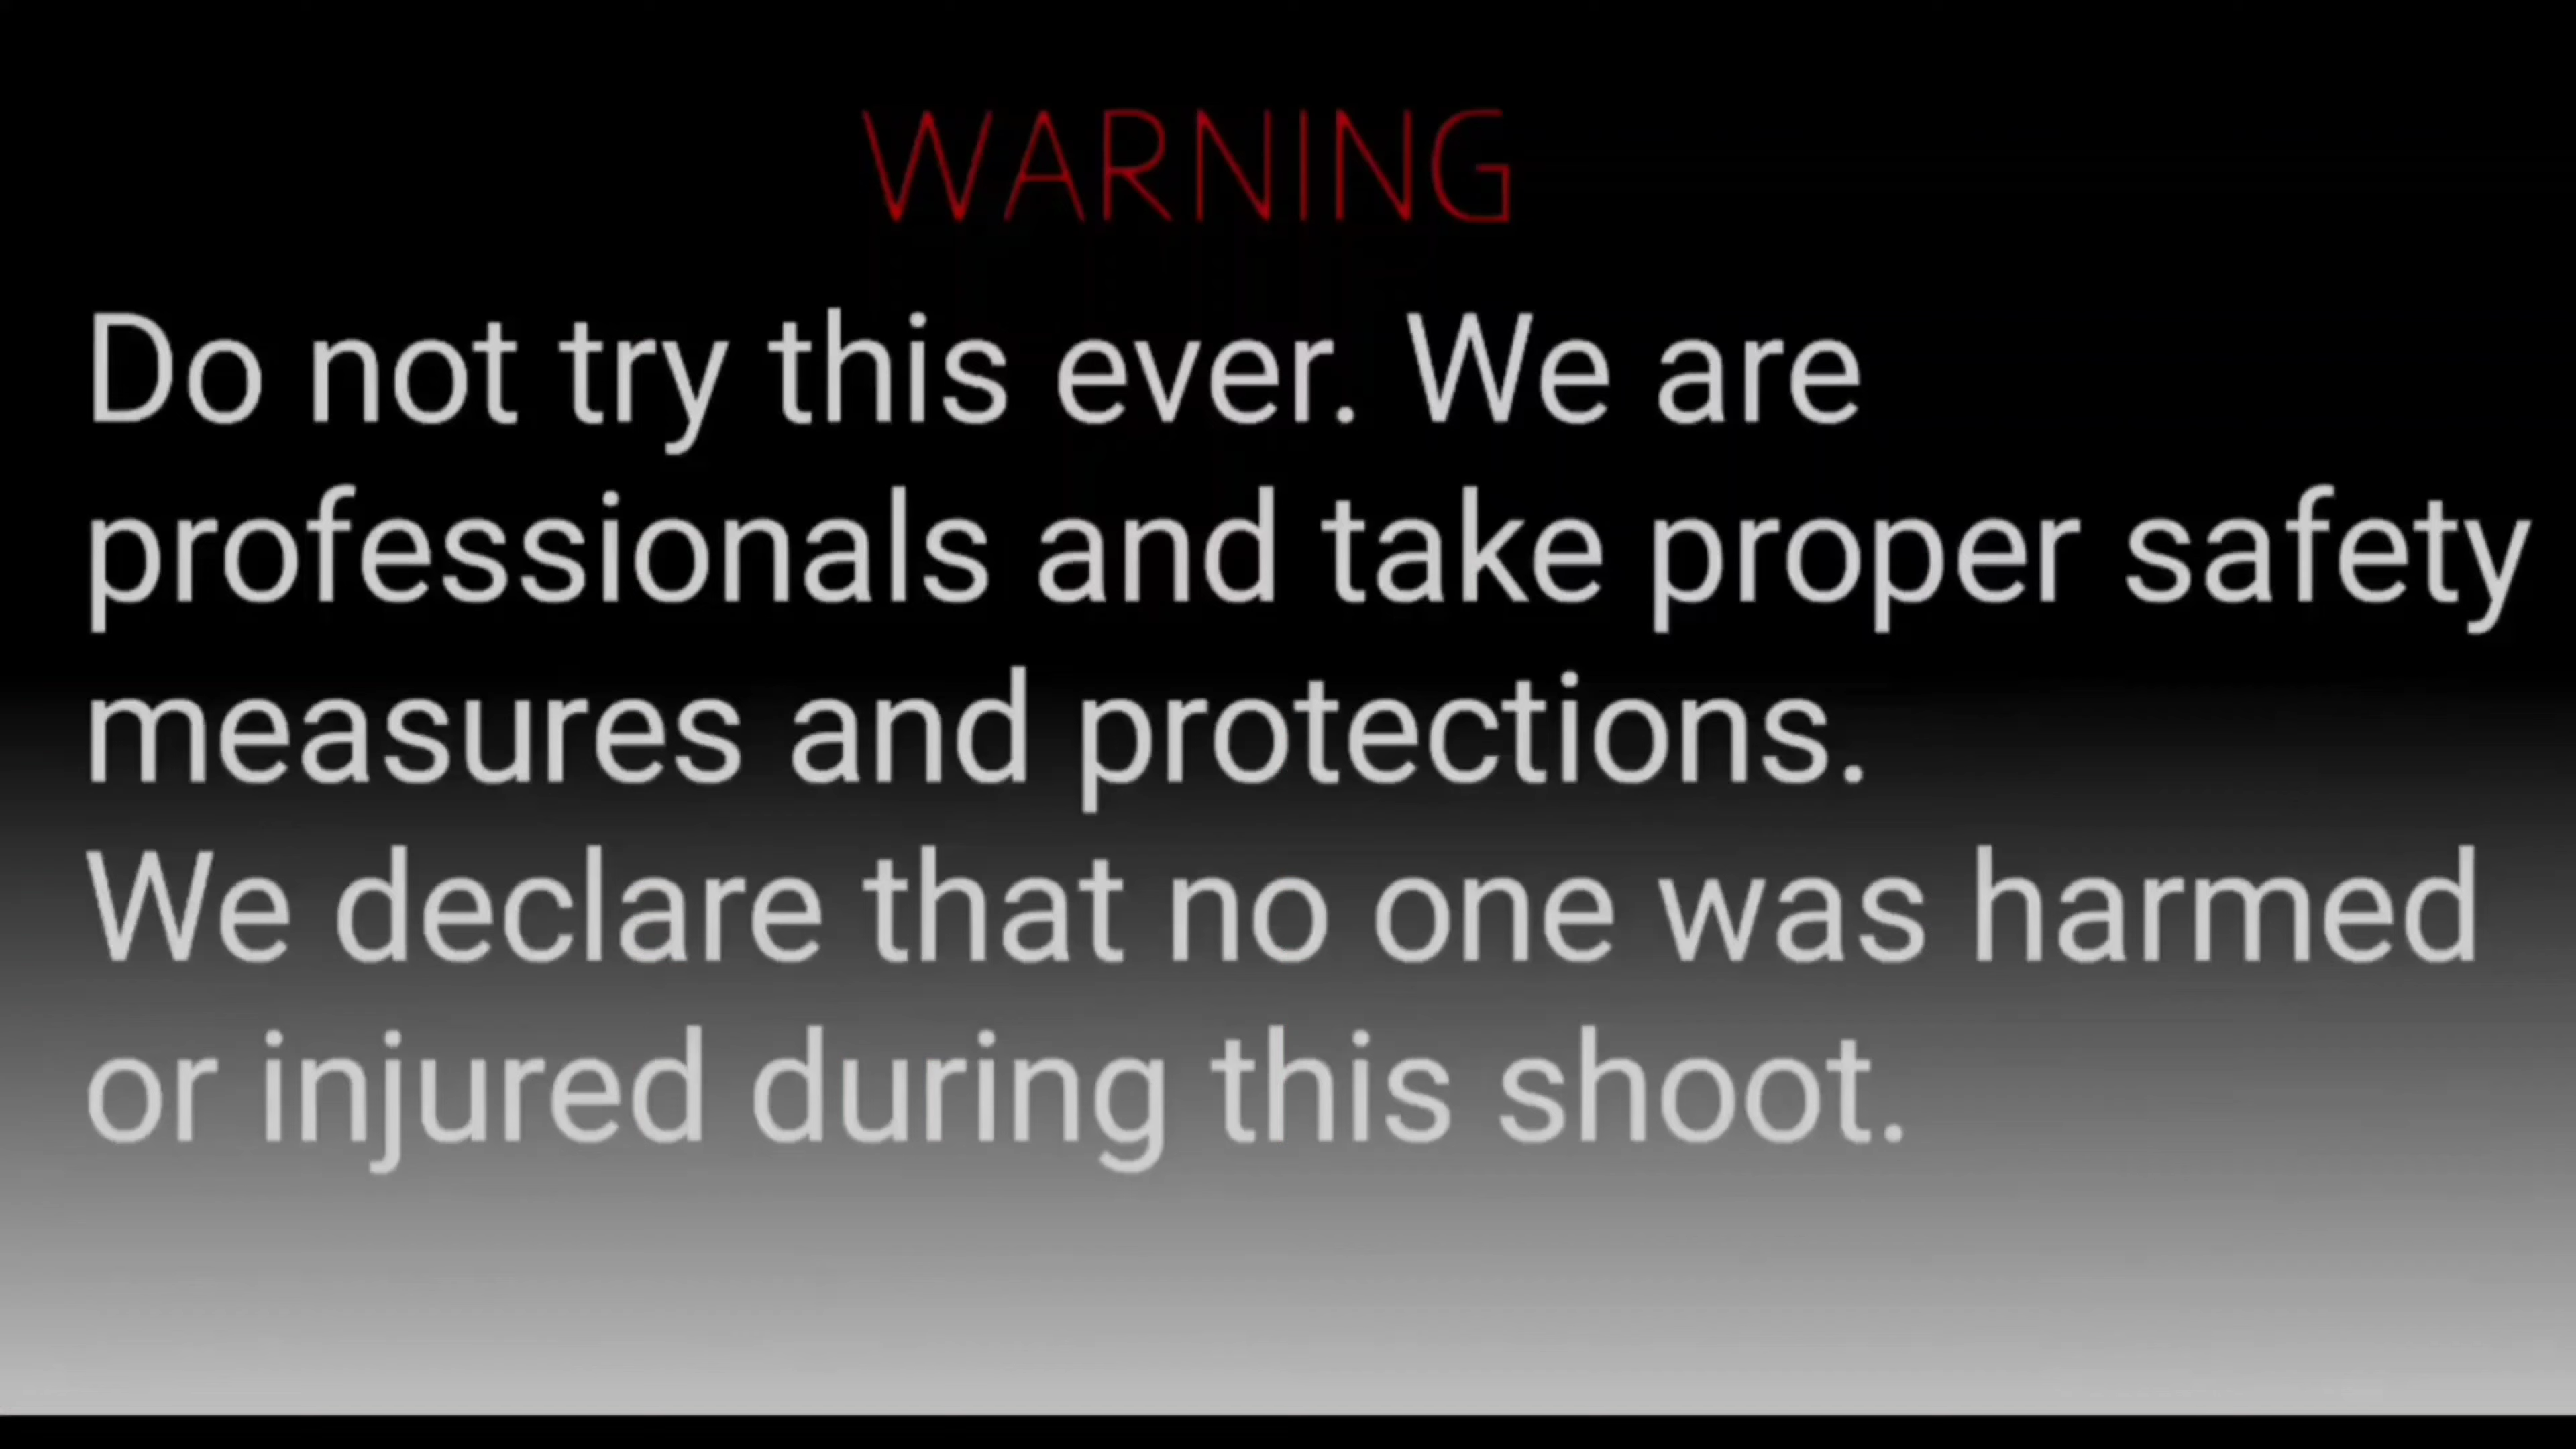 WARNING
Do not try this ever. We are
professionals and take proper safety
measures and protections.
We declare that no one was harmed
or injured during this shoot.